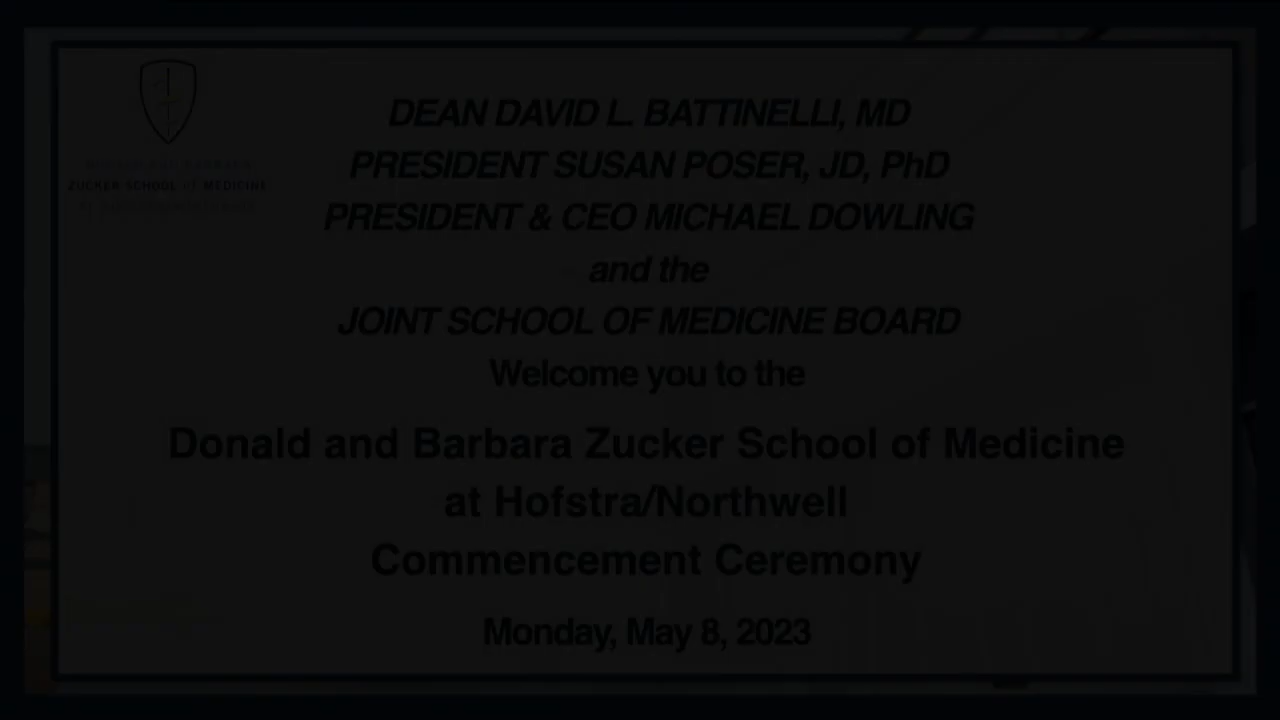 DEAN DAVID L. BATTINELLI, MD
PRESIDENT SUSAN POSER, JD, PhD
PRESIDENT & CEO MICHAEL DOWLING
and the
JOINT SCHOOL OF MEDICINE BOARD
Welcome you to the
Donald and Barbara Zucker School of Medicine
at Hofstra/Northwell
Commencement Ceremony
Monday, May 8, 2023
ZUCKER SCHOOL of MEDICINE